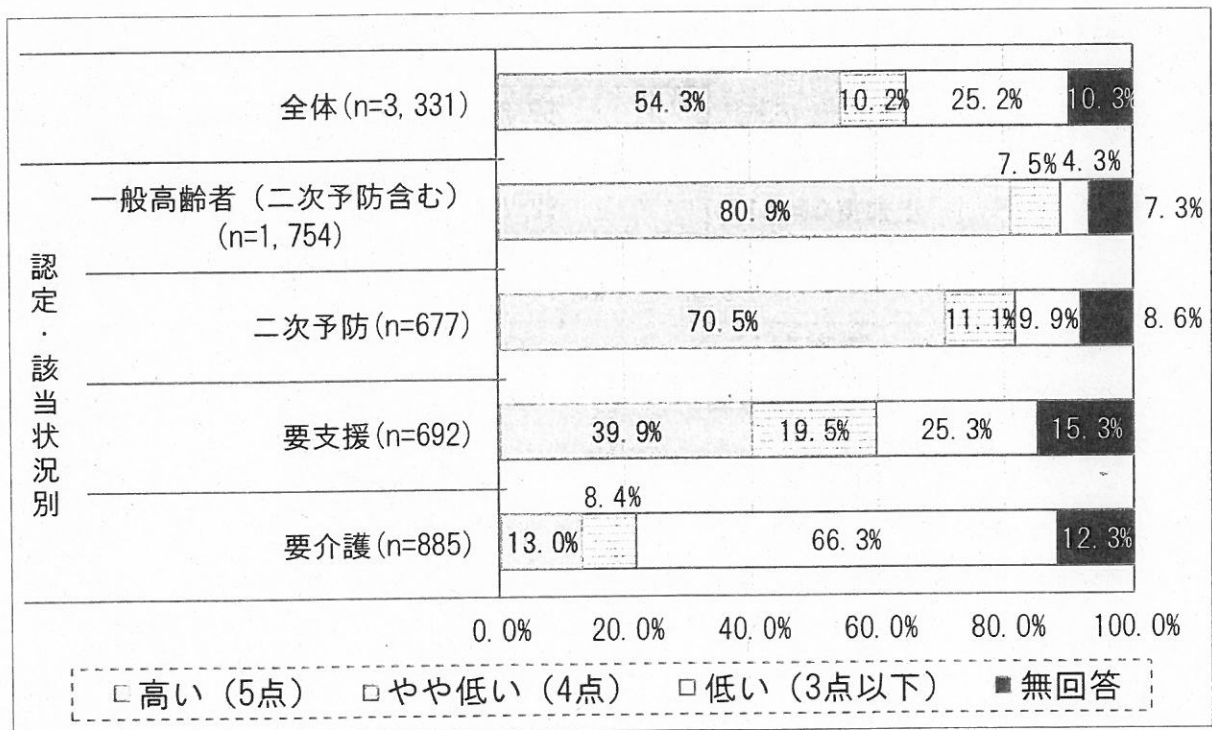 全体(n=3,331)
54.3% 10.2% 25.2% 10.3%
一般高齢者（二次予防含む）
(n=1,754)
80.9% 7.5% 4.3% 7.3%
認定・該当状況別
二次予防(n=677)
70.5% 11.1% 9.9% 8.6%
要支援(n=692)
39.9% 19.5% 25.3% 15.3%
要介護(n=885)
13.0% 8.4% 66.3% 12.3%
0.0% 20.0% 40.0% 60.0% 80.0% 100.0%
□高い（5点） □やや低い（4点） □低い（3点以下） ■無回答